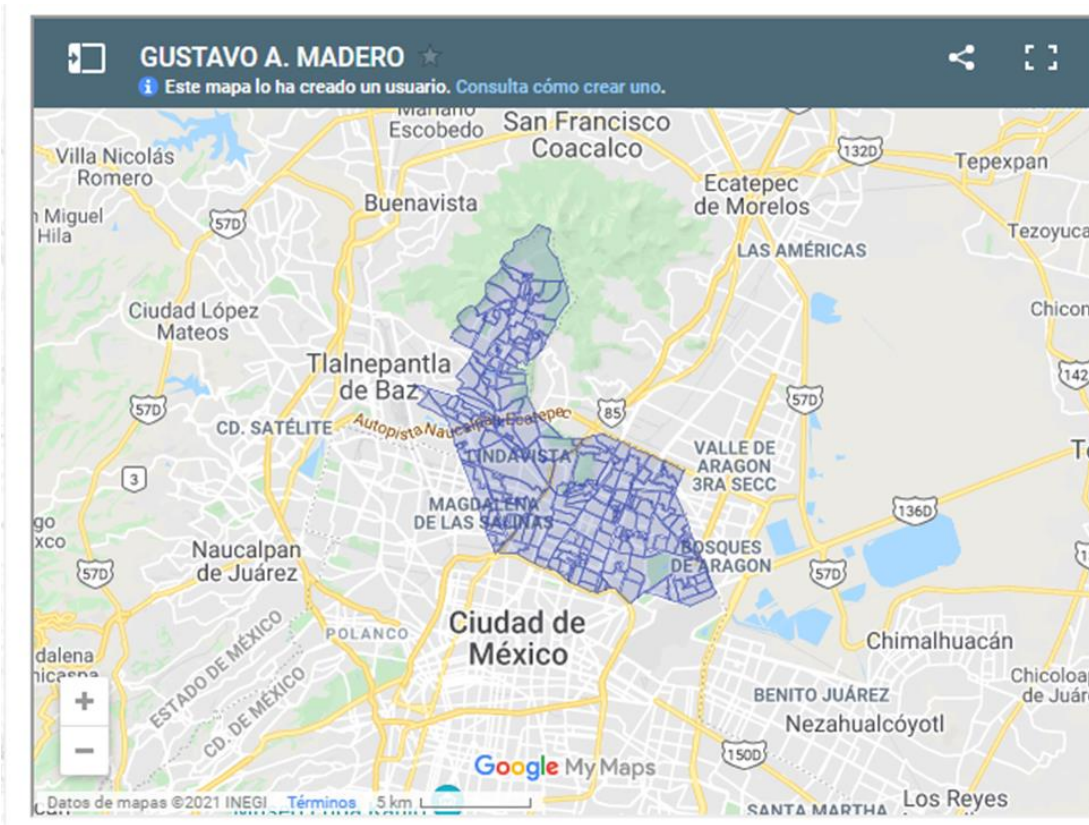 GUSTAVO A. MADERO
Este mapa lo ha creado un usuario. Consulta cómo crear uno.
Mariano
Escobedo
San Francisco
Coacalco
132D
Tepexpan
Villa Nicolás
Romero
Buenavista
Ecatepec
de Morelos
Miguel
Hila
57D
Tezoyuca
LAS AMÉRICAS
Ciudad López
Mateos
Chicon
Tlalnepantla
de Baz
142
57D
57D
CD. SATÉLITE
Autopista Naucalpan-Ecatepec
85
VALLE DE
ARAGON
3RA SECC
LINDAVISTA
3
MAGDALENA
DE LAS SALINAS
136D
go
xco
Naucalpan
de Juárez
BOSQUES
DE ARAGON
57D
57D
Ciudad de
México
POLANCO
Chimalhuacán
dalena
ESTADO DE MÉXICO
CD. DE MÉXICO
Chicoloa
de Juár
BENITO JUÁREZ
Nezahualcóyotl
+
−
150D
Google My Maps
Datos de mapas ©2021 INEGI Términos 5 km
SANTA MARTHA
Los Reyes